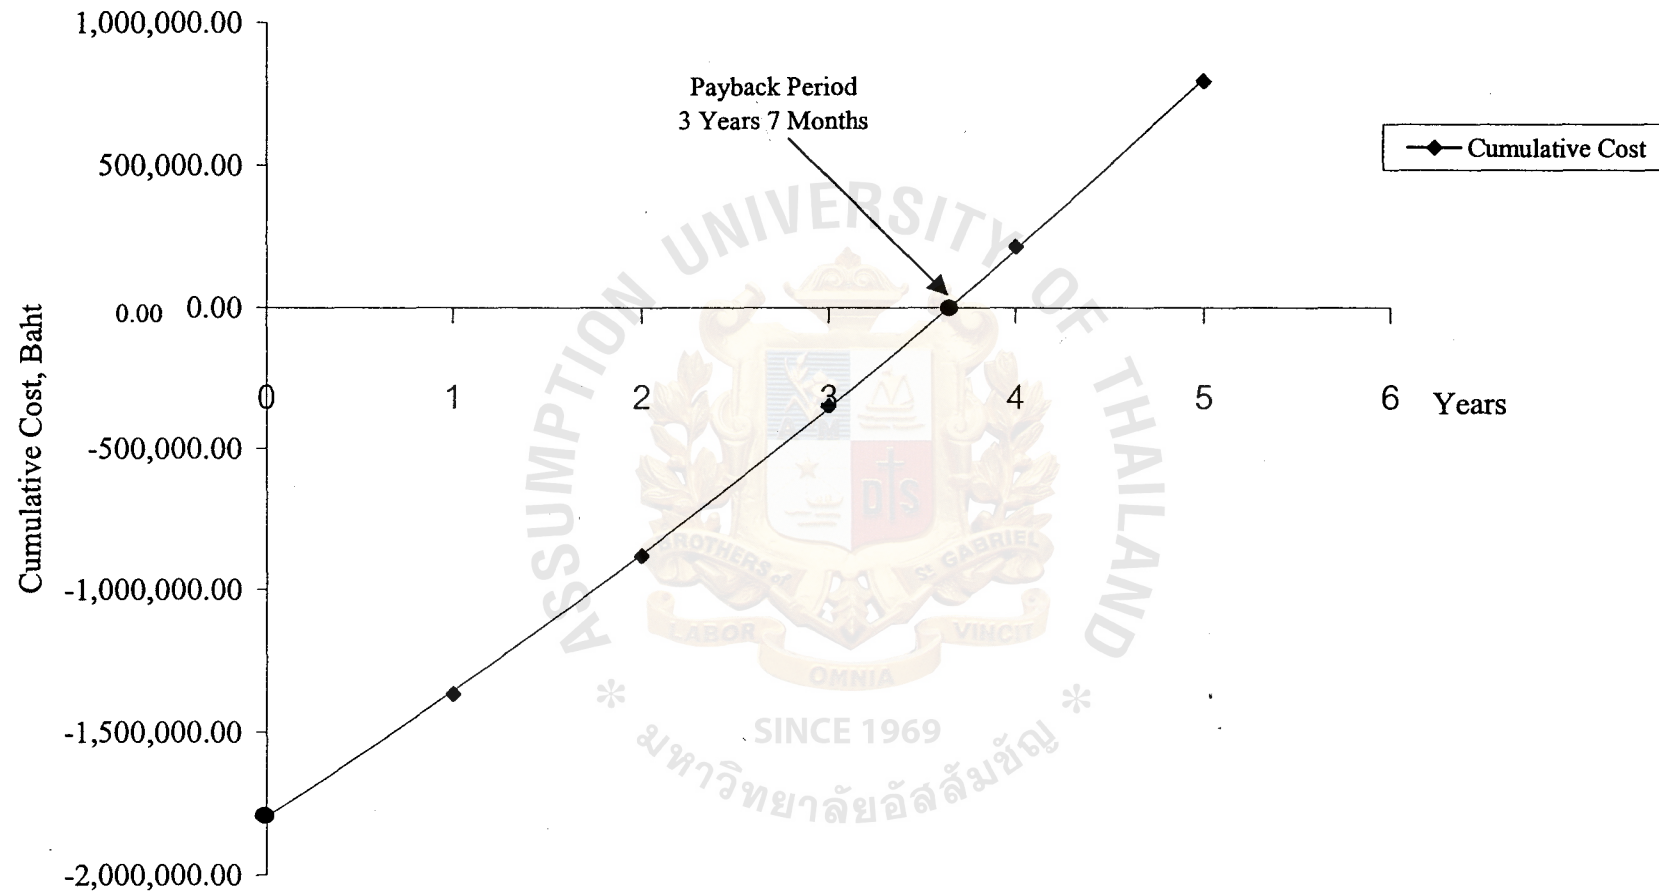 1,000,000.00
Payback Period
3 Years 7 Months
Cumulative Cost
500,000.00
UNIVERSITY OF THAILAND
ASSUMPTION
0.00
0.00
Cumulative Cost, Baht
0
1
2
3
4
5
6
Years
-500,000.00
D S
BROTHERS of
St GABRIEL
-1,000,000.00
LABOR
VINCIT
OMNIA
-1,500,000.00
SINCE 1969
มหาวิทยาลัยอัสสัมชัญ
-2,000,000.00